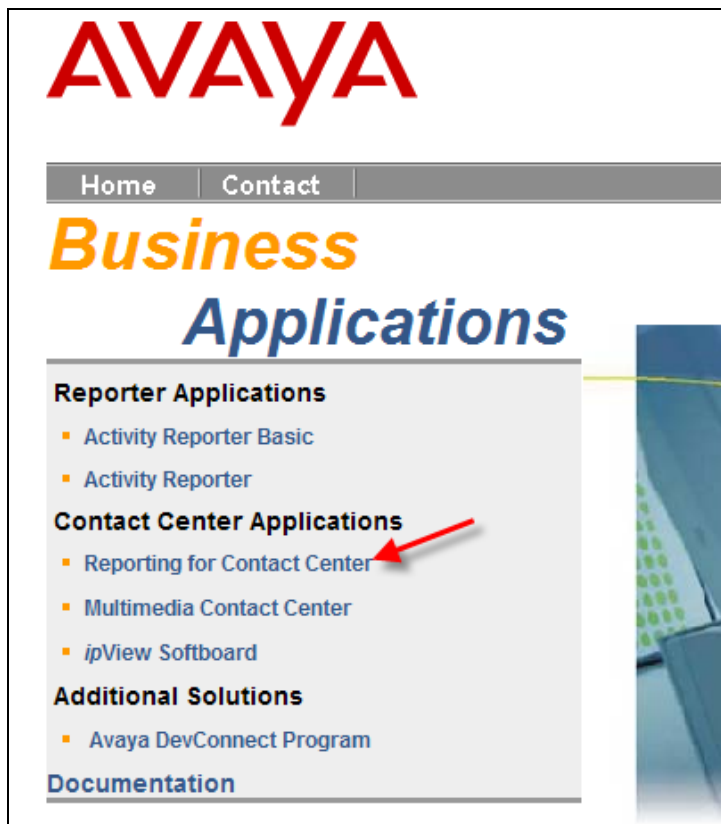 AVAYA
Home Contact
Business
Applications
Reporter Applications
Activity Reporter Basic
Activity Reporter
Contact Center Applications
Reporting for Contact Center
Multimedia Contact Center
ipView Softboard
Additional Solutions
Avaya DevConnect Program
Documentation